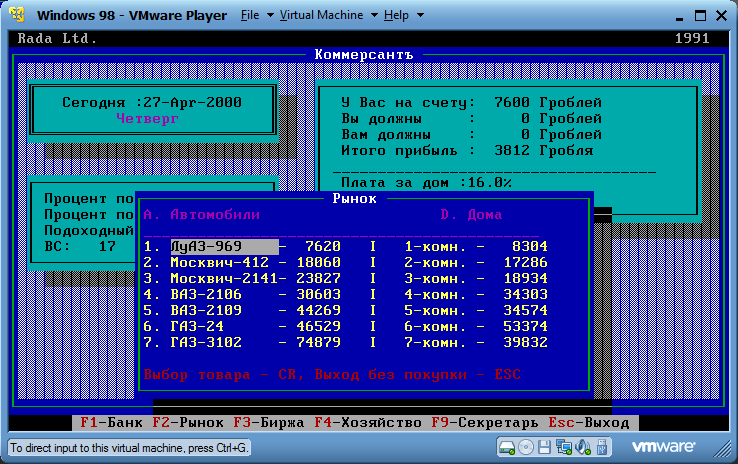 Windows 98 - VMware Player File Virtual Machine Help
Rada Ltd. 1991
Коммерсантъ
Сегодня :27-Apr-2000
Четверг
У Вас на счету: 7600 Гроблей
Вы должны : 0 Гроблей
Вам должны : 0 Гроблей
Итого прибыль : 3812 Гробля
Плата за дом :16.0%
Процент по
Процент по
Подоходный
ВС: 17
Рынок
A. Автомобили D. Дома
1. ЛуАЗ-969 - 7620 I 1-комн. - 8304
2. Москвич-412 - 18060 I 2-комн. - 17286
3. Москвич-2141- 23827 I 3-комн. - 18934
4. ВАЗ-2106 - 30603 I 4-комн. - 34303
5. ВАЗ-2109 - 44269 I 5-комн. - 34574
6. ГАЗ-24 - 46529 I 6-комн. - 53374
7. ГАЗ-3102 - 74879 I 7-комн. - 39832
Выбор товара - CR, Выход без покупки - ESC
F1-Банк F2-Рынок F3-Биржа F4-Хозяйство F9-Секретарь Esc-Выход
To direct input to this virtual machine, press Ctrl+G.
vmware